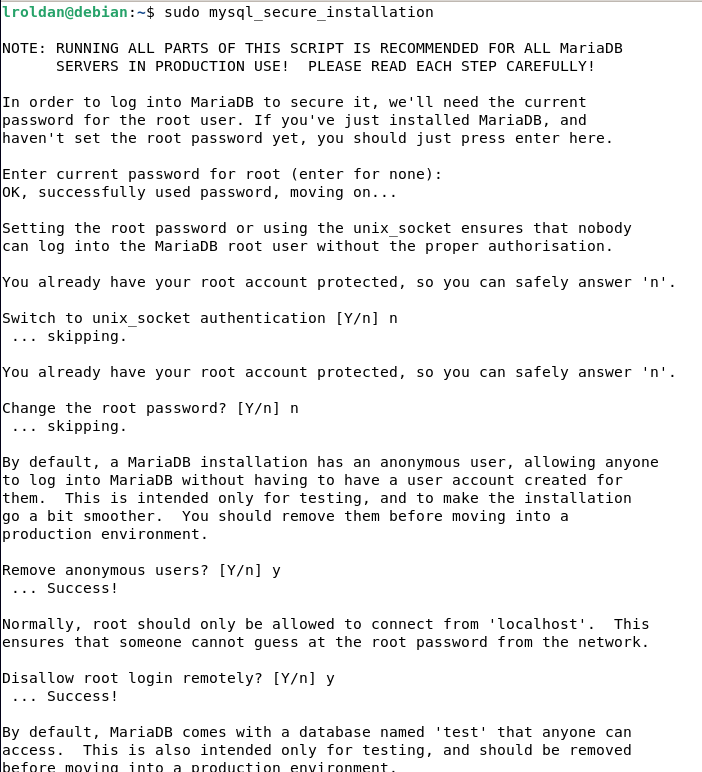 lroldan@debian:~$ sudo mysql_secure_installation
NOTE: RUNNING ALL PARTS OF THIS SCRIPT IS RECOMMENDED FOR ALL MariaDB
      SERVERS IN PRODUCTION USE!  PLEASE READ EACH STEP CAREFULLY!
In order to log into MariaDB to secure it, we'll need the current
password for the root user. If you've just installed MariaDB, and
haven't set the root password yet, you should just press enter here.
Enter current password for root (enter for none):
OK, successfully used password, moving on...
Setting the root password or using the unix_socket ensures that nobody
can log into the MariaDB root user without the proper authorisation.
You already have your root account protected, so you can safely answer 'n'.
Switch to unix_socket authentication [Y/n] n
 ... skipping.
You already have your root account protected, so you can safely answer 'n'.
Change the root password? [Y/n] n
 ... skipping.
By default, a MariaDB installation has an anonymous user, allowing anyone
to log into MariaDB without having to have a user account created for
them.  This is intended only for testing, and to make the installation
go a bit smoother.  You should remove them before moving into a
production environment.
Remove anonymous users? [Y/n] y
 ... Success!
Normally, root should only be allowed to connect from 'localhost'.  This
ensures that someone cannot guess at the root password from the network.
Disallow root login remotely? [Y/n] y
 ... Success!
By default, MariaDB comes with a database named 'test' that anyone can
access.  This is also intended only for testing, and should be removed
before moving into a production environment.